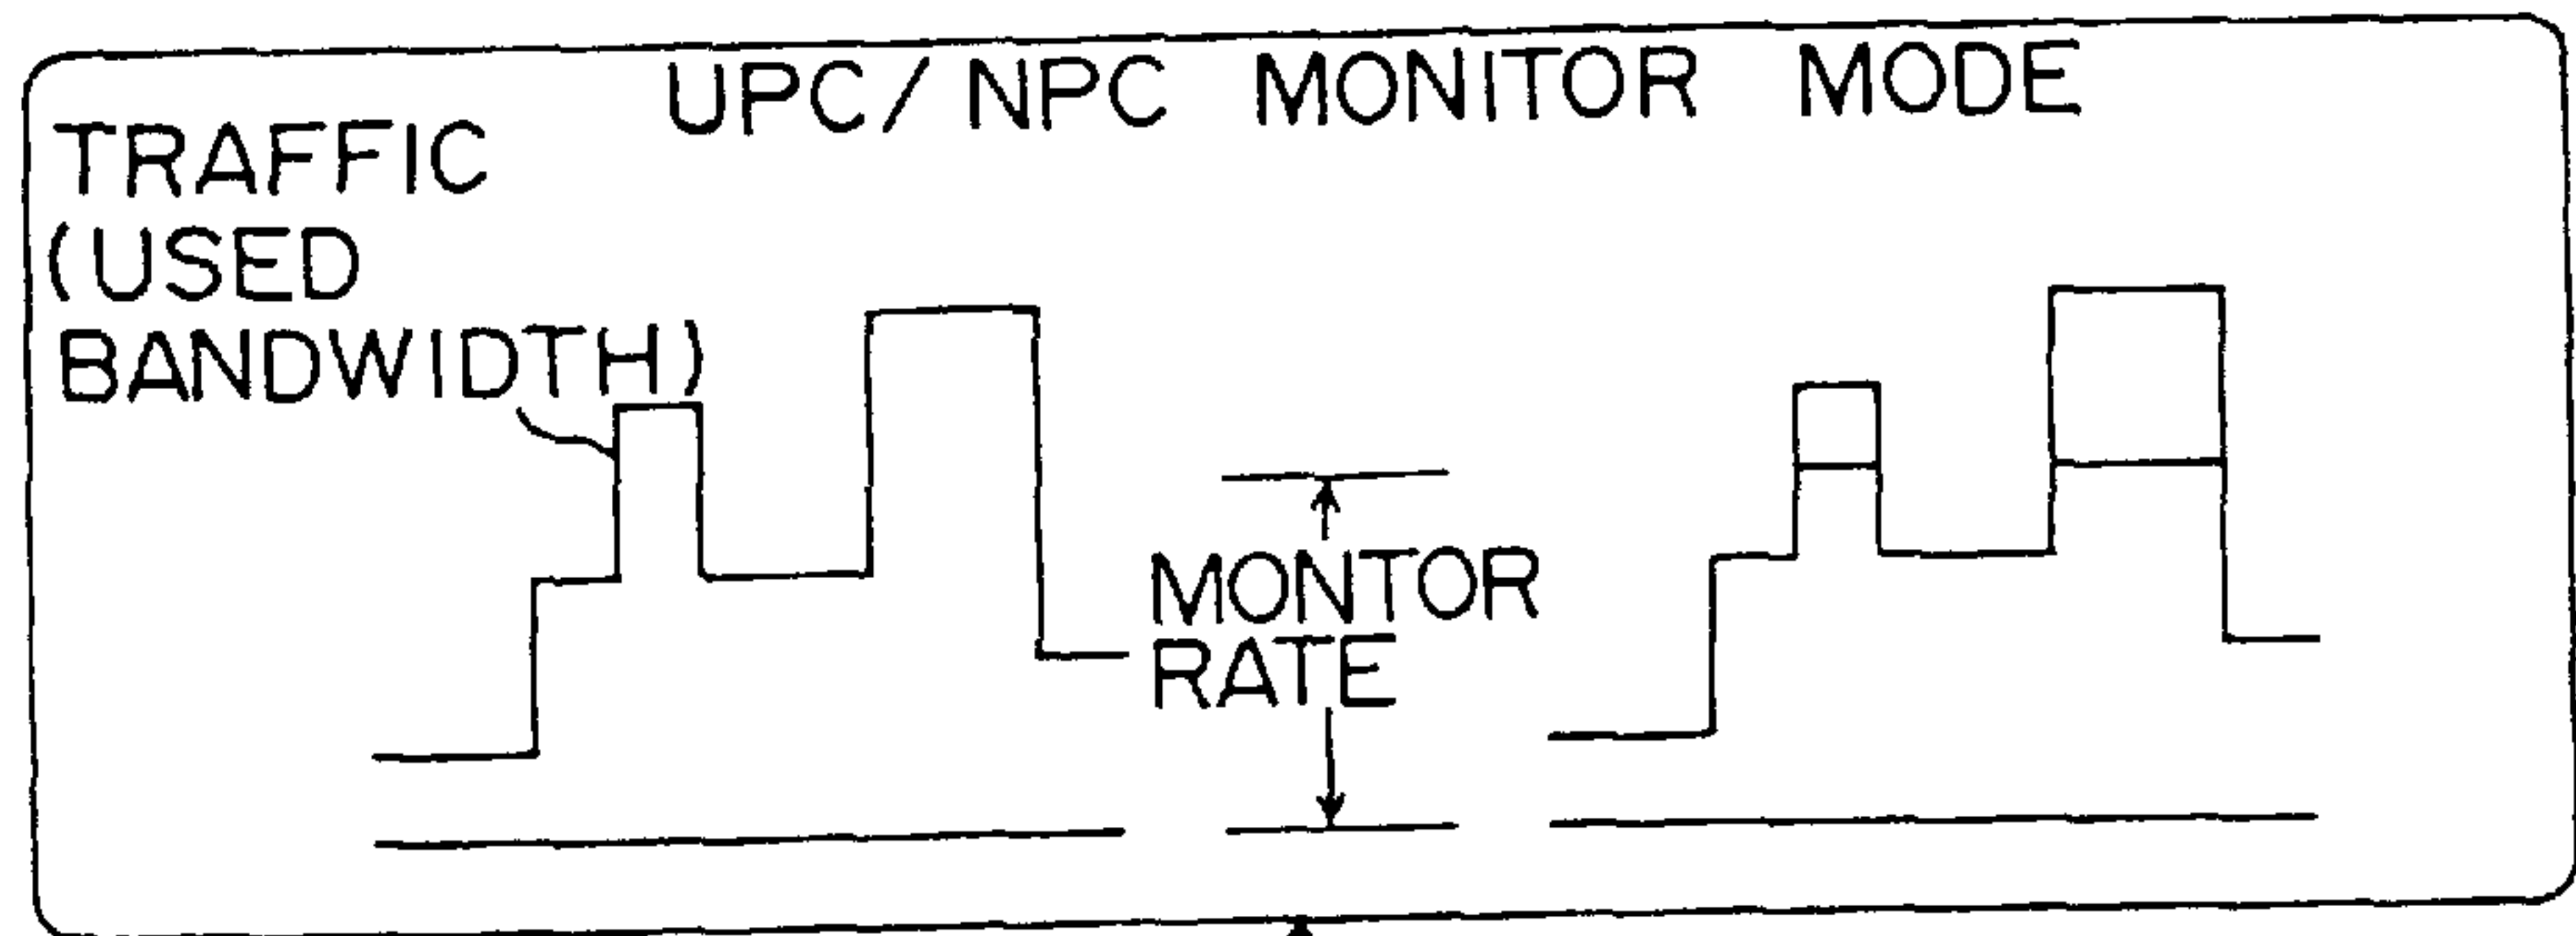 UPC/NPC MONITOR MODE
TRAFFIC
(USED
BANDWIDTH)
MONTOR
RATE